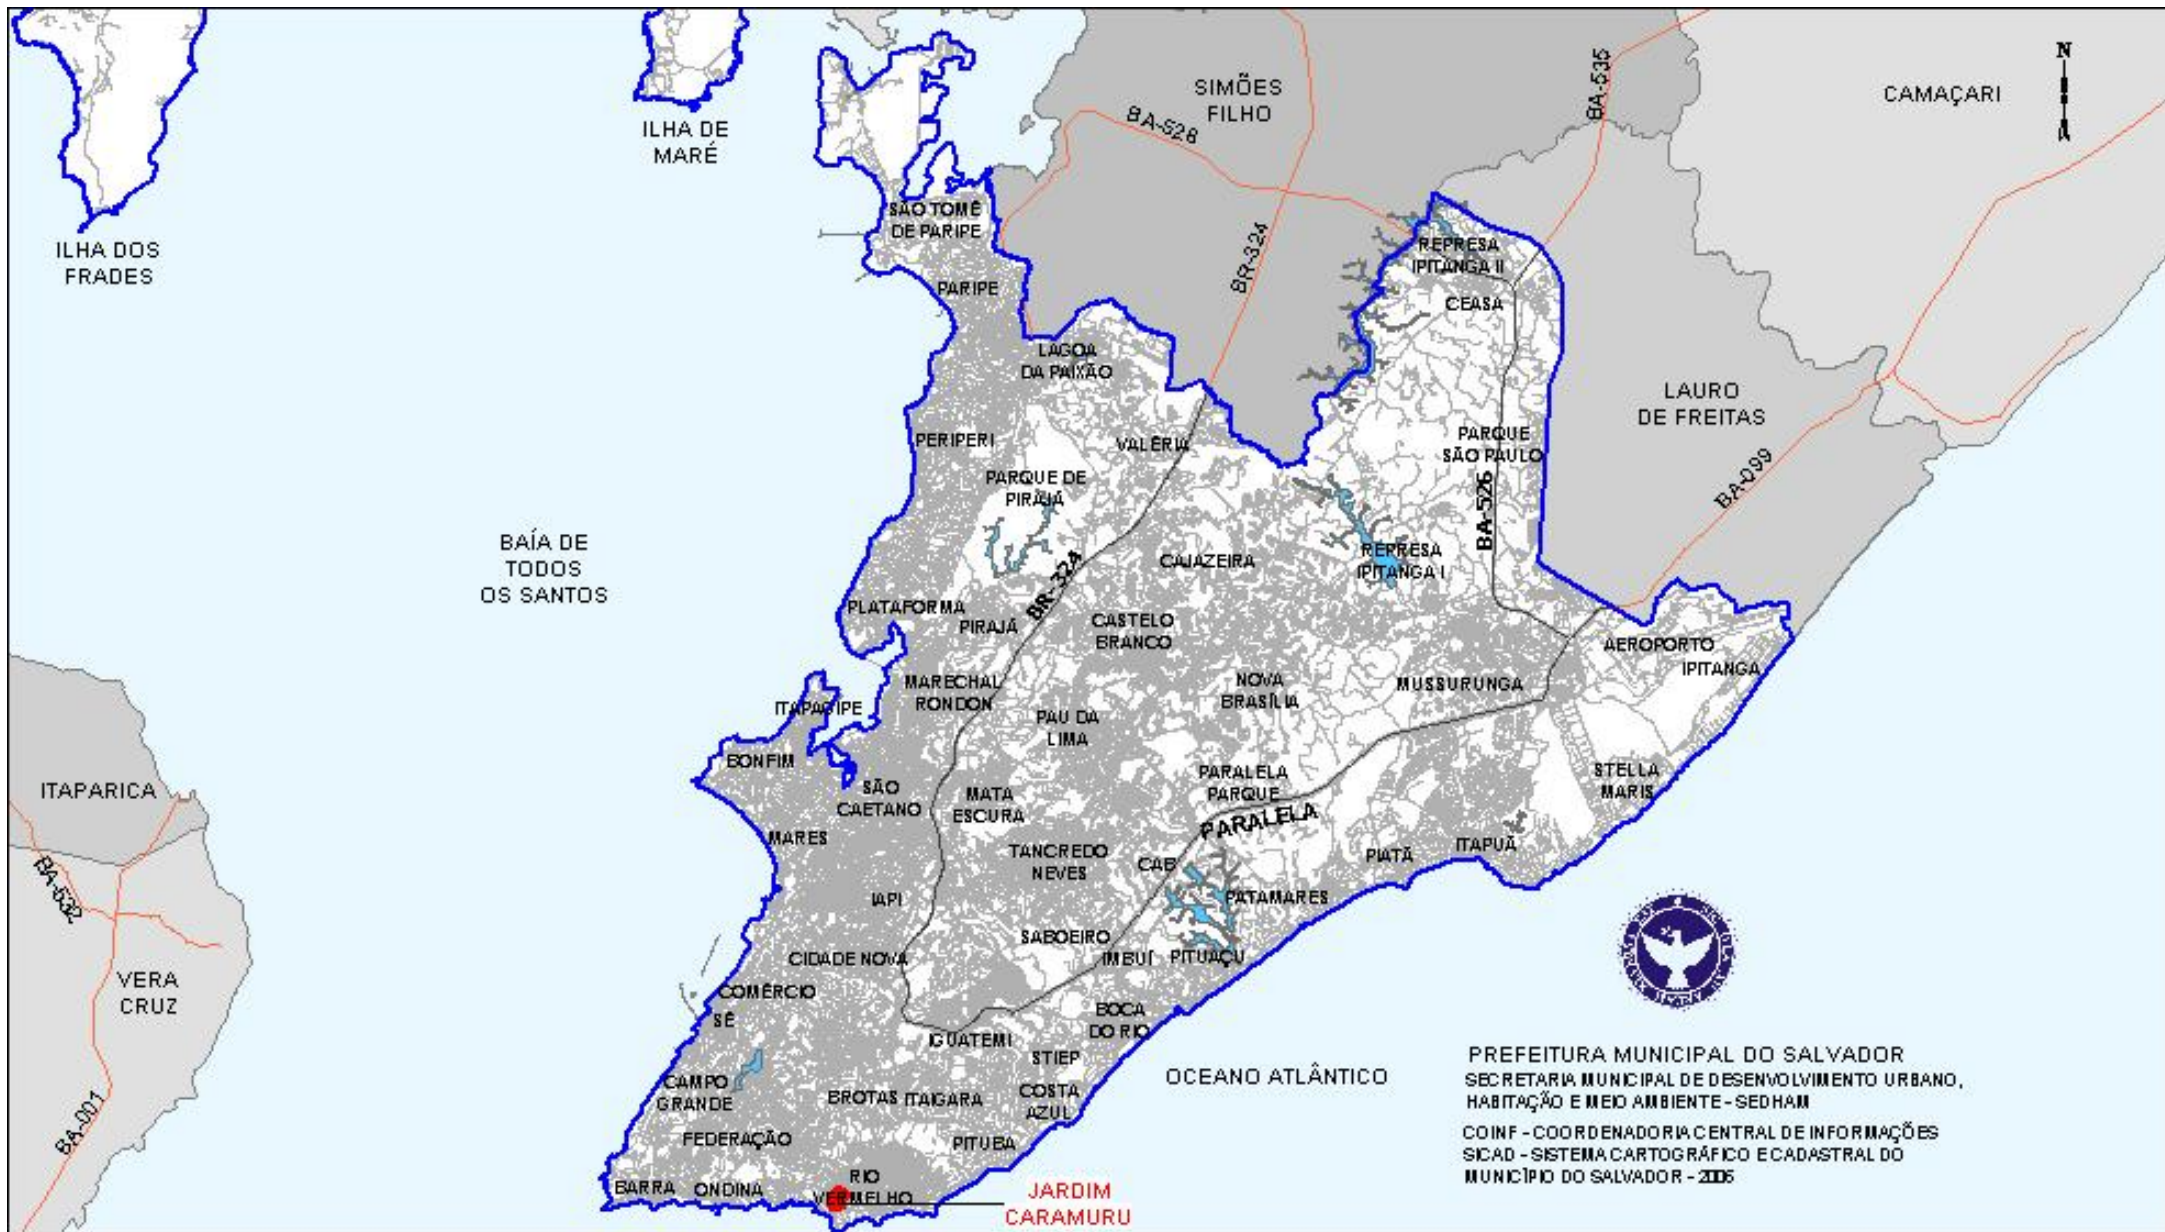 N
SIMÕES
FILHO
BA-535
CAMAÇARI
BA-528
ILHA DE
MARÉ
SÃO TOMÉ
DE PARIPE
ILHA DOS
FRADES
BR-324
REPRESA
IPITANGA II
CEASA
PARIPE
LAGOA
DA PAIXÃO
LAURO
DE FREITAS
PERIPERI
VALÉRIA
PARQUE
SÃO PAULO
PARQUE DE
PIRAJÁ
BA-099
BA-526
BAÍA DE
TODOS
OS SANTOS
CAJAZEIRA
REPRESA
IPITANGA I
BR-324
PLATAFORMA
PIRAJÁ
CASTELO
BRANCO
AEROPORTO
IPITANGA
MARECHAL
RONDON
NOVA
BRASÍLIA
MUSSURUNGA
ITAPAGIPE
PAU DA
LIMA
BONFIM
PARALELA
PARQUE
STELLA
MARIS
ITAPARICA
SÃO
CAETANO
MATA
ESCURA
PARALELA
MARES
TANCREDO
NEVES
CAB
PIATÃ
ITAPUÃ
BA-532
IAPI
PATAMARES
SABOEIRO
CIDADE NOVA
IMBUÍ
PITUAÇU
VERA
CRUZ
COMÉRCIO
SÉ
BOCA
DO RIO
IGUATEMI
STIEP
OCEANO ATLÂNTICO
CAMPO
GRANDE
BROTAS
ITAIGARA
COSTA
AZUL
BA-001
FEDERAÇÃO
PITUBA
BARRA
ONDINA
RIO
VERMELHO
JARDIM
CARAMURU
PREFEITURA MUNICIPAL DO SALVADOR
SECRETARIA MUNICIPAL DE DESENVOLVIMENTO URBANO,
HABITAÇÃO E MEIO AMBIENTE - SEDHAM
COINF - COORDENADORIA CENTRAL DE INFORMAÇÕES
SICAD - SISTEMA CARTOGRÁFICO E CADASTRAL DO
MUNICÍPIO DO SALVADOR - 2006